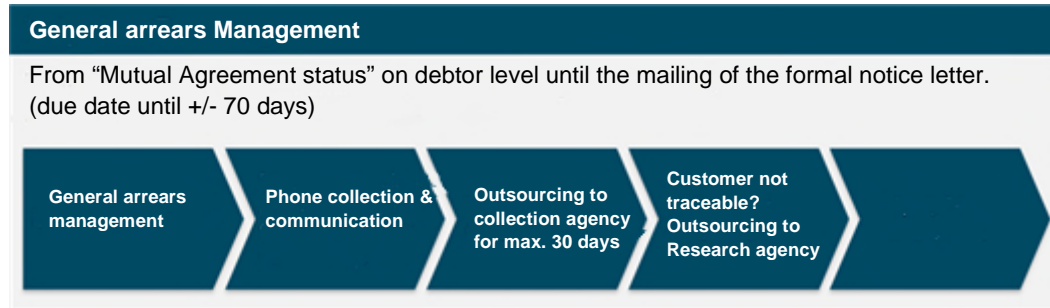 General arrears Management
From “Mutual Agreement status” on debtor level until the mailing of the formal notice letter.
(due date until +/- 70 days)
General arrears
management
Phone collection &
communication
Outsourcing to
collection agency
for max. 30 days
Customer not
traceable?
Outsourcing to
Research agency